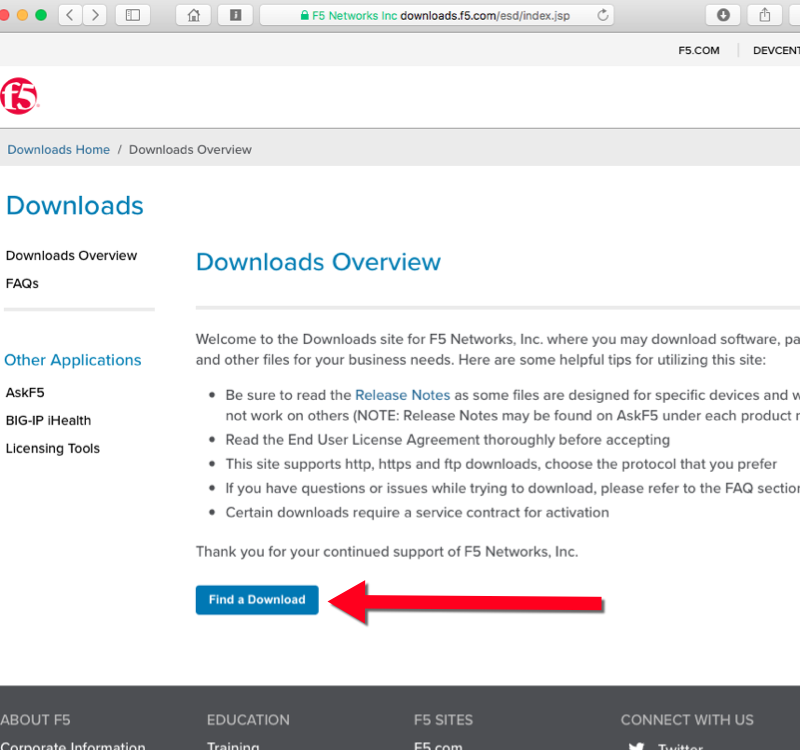 F5 Networks Inc downloads.f5.com/esd/index.jsp
F5.COM
DEVCENT
f5
Downloads Home / Downloads Overview
Downloads
Downloads Overview
FAQs
Other Applications
AskF5
BIG-IP iHealth
Licensing Tools
Downloads Overview
Welcome to the Downloads site for F5 Networks, Inc. where you may download software, pa
and other files for your business needs. Here are some helpful tips for utilizing this site:
• Be sure to read the Release Notes as some files are designed for specific devices and w
not work on others (NOTE: Release Notes may be found on AskF5 under each product r
• Read the End User License Agreement thoroughly before accepting
• This site supports http, https and ftp downloads, choose the protocol that you prefer
• If you have questions or issues while trying to download, please refer to the FAQ section
• Certain downloads require a service contract for activation
Thank you for your continued support of F5 Networks, Inc.
Find a Download
ABOUT F5
Corporate Information
EDUCATION
Training
F5 SITES
F5.com
CONNECT WITH US
Twitter